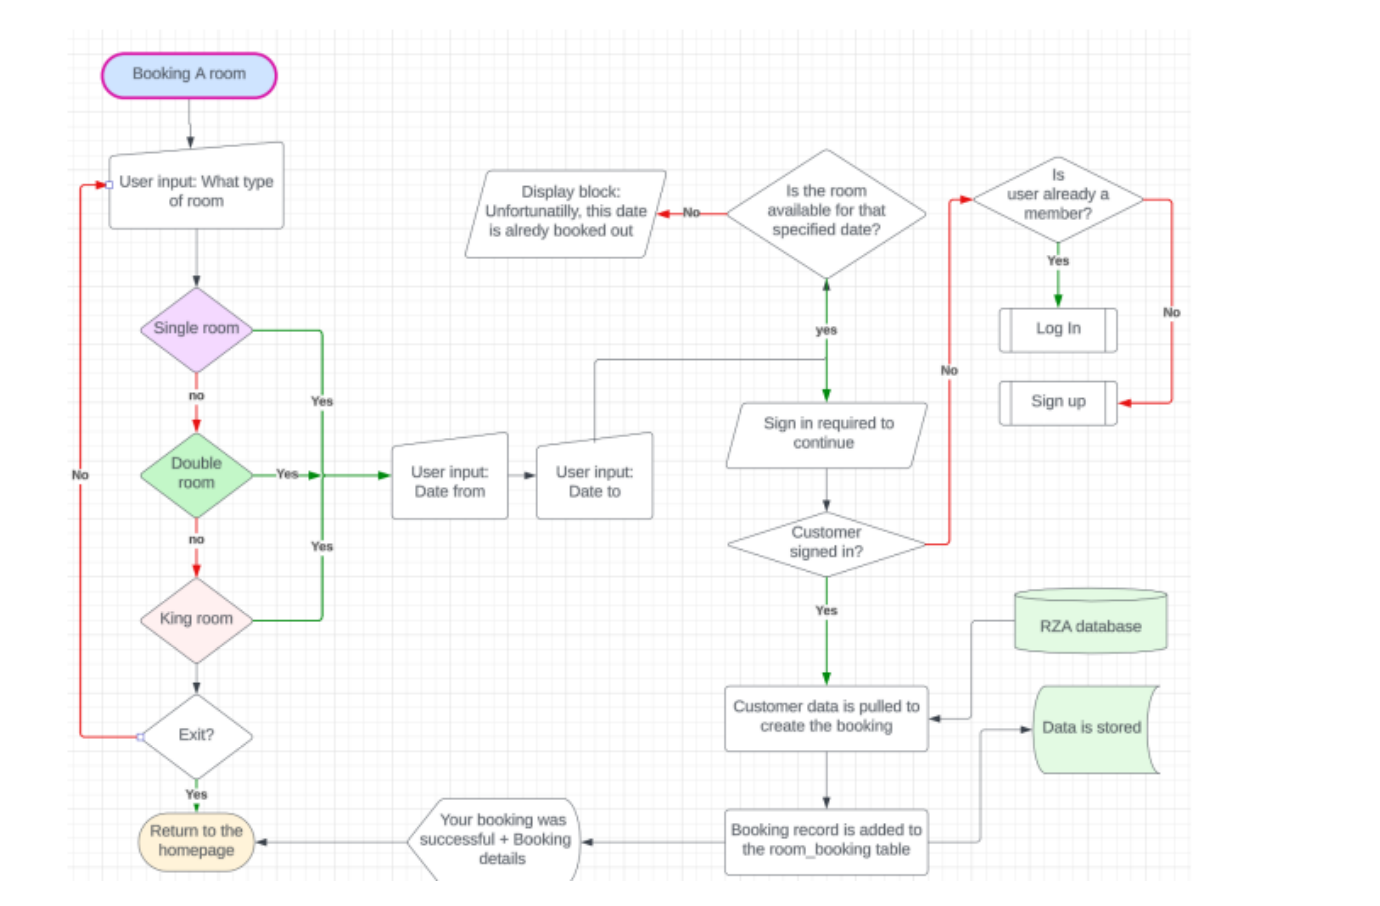 Booking A room
User input: What type
of room
Single room
no
Yes
Double
room
Yes
No
no
Yes
King room
Exit?
Yes
Return to the
homepage
User input:
Date from
User input:
Date to
Display block:
Unfortunatilly, this date
is alredy booked out
No
Is the room
available for that
specified date?
yes
Sign in required to
continue
Customer
signed in?
No
Yes
Is
user already a
member?
Yes
No
Log In
Sign up
RZA database
Customer data is pulled to
create the booking
Data is stored
Booking record is added to
the room_booking table
Your booking was
successful + Booking
details